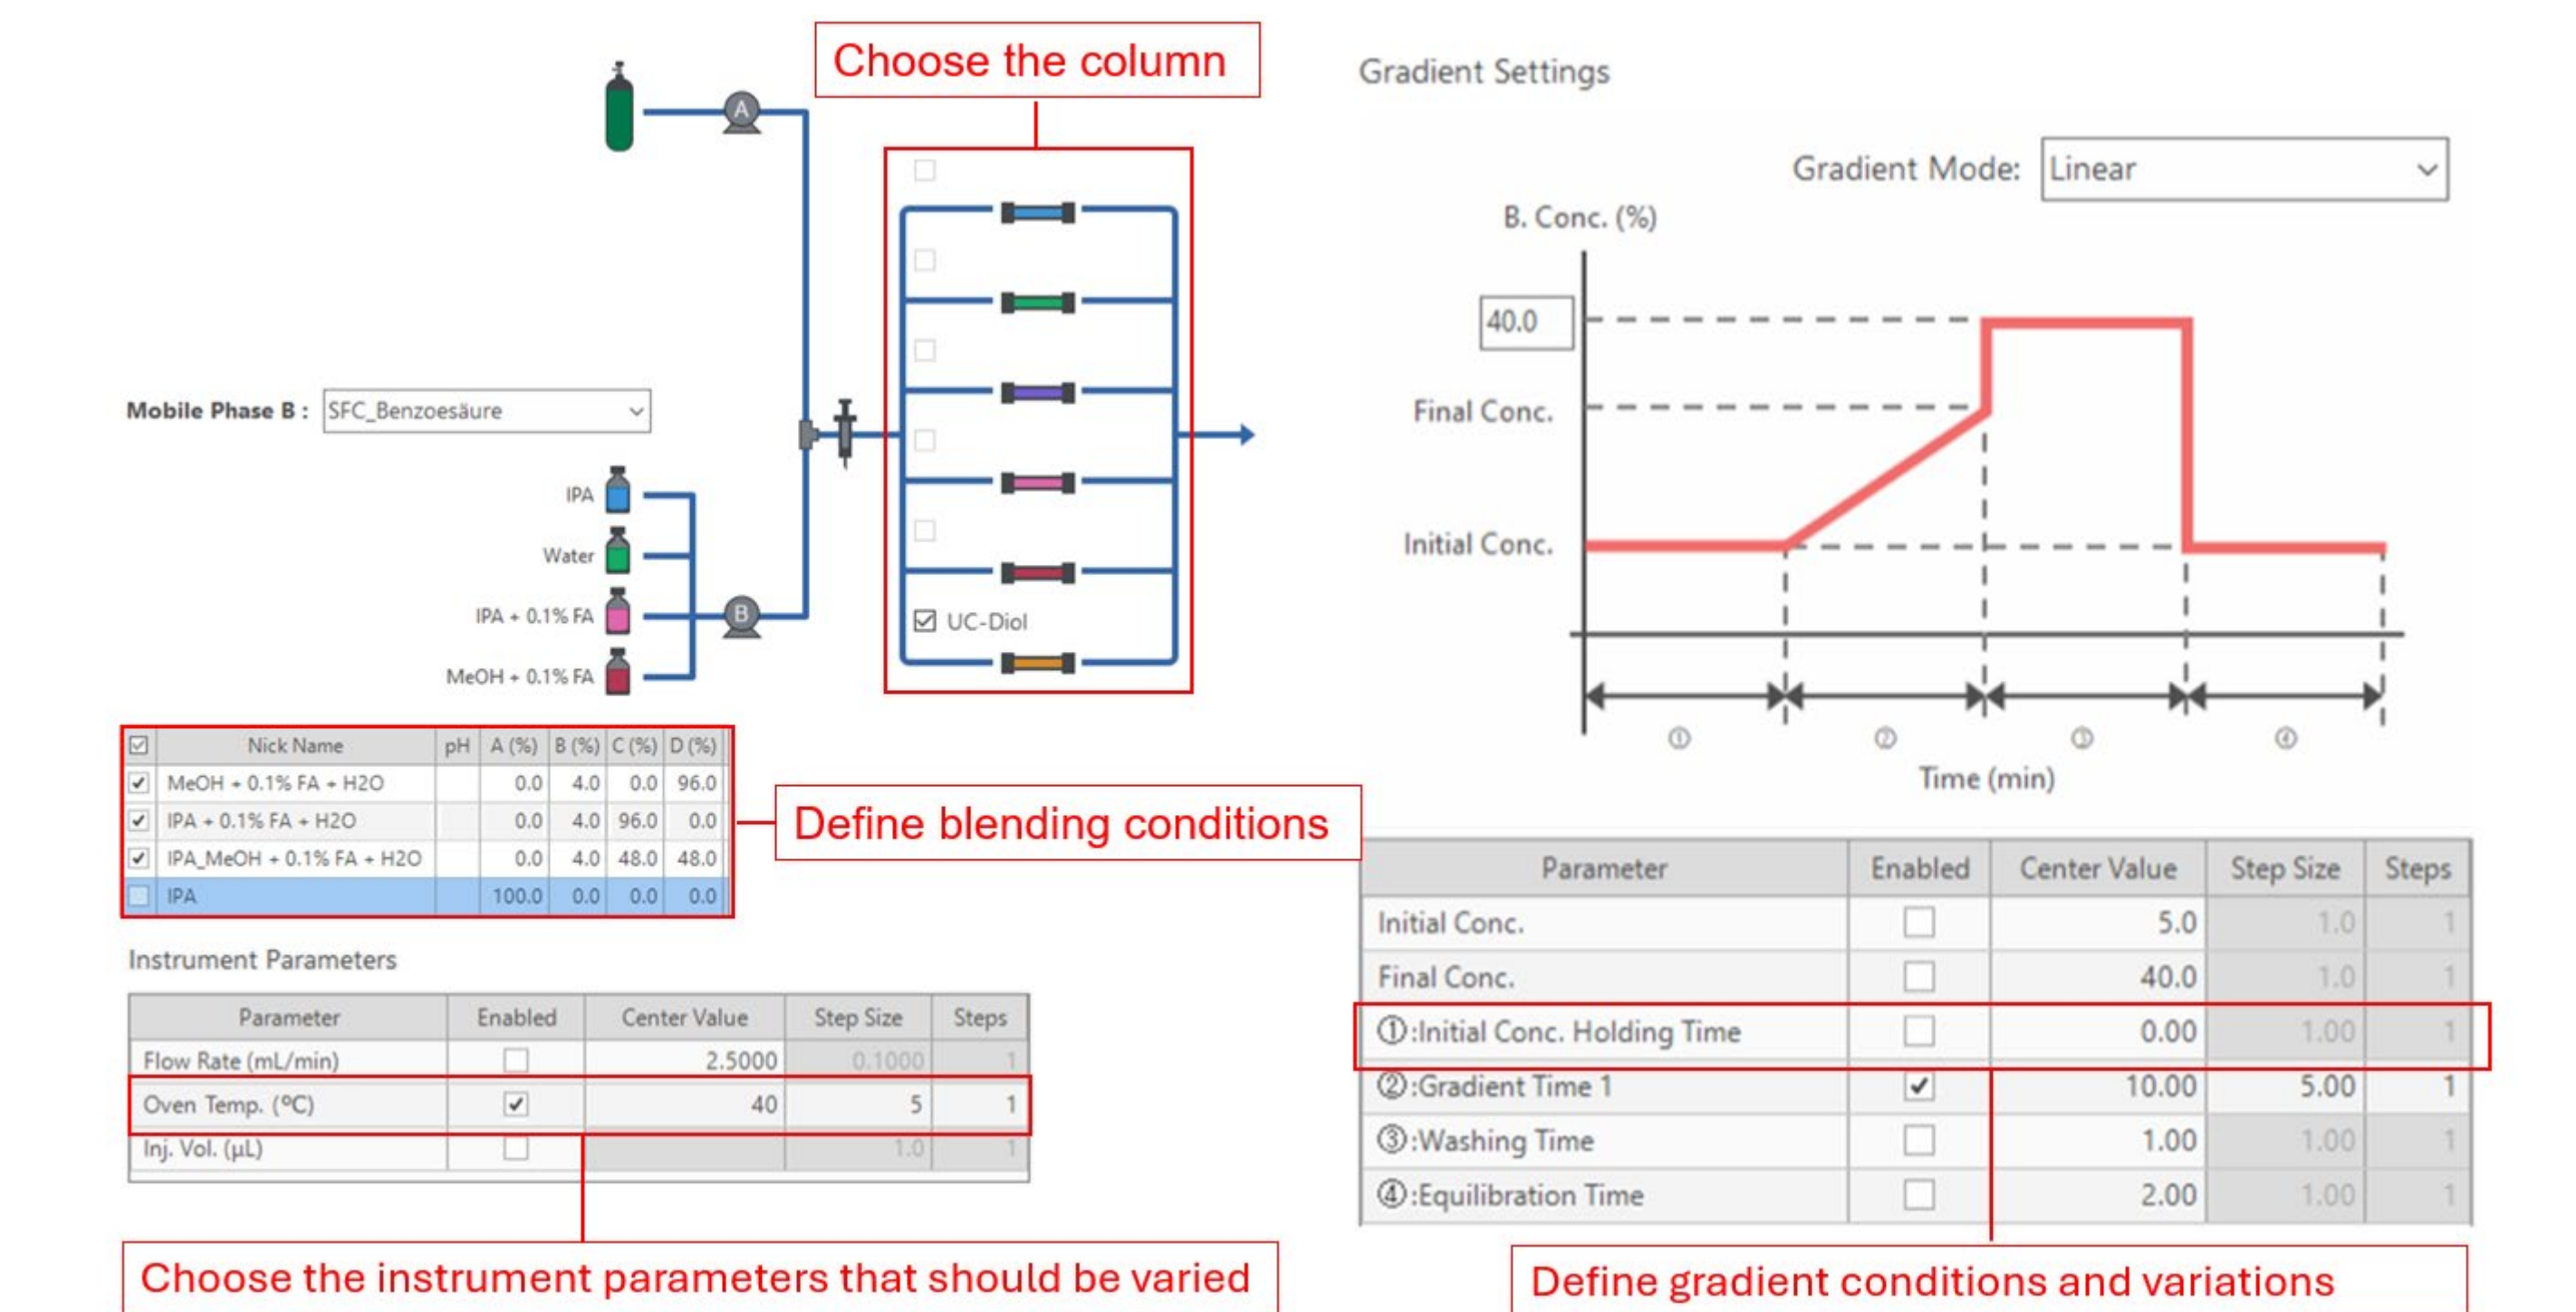 Choose the column
A
Mobile Phase B : SFC_Benzoesäure
IPA
Water
IPA + 0.1% FA
MeOH + 0.1% FA
B
UC-Diol
Nick Name pH A (%) B (%) C (%) D (%)
MeOH + 0.1% FA + H2O 0.0 4.0 0.0 96.0
IPA + 0.1% FA + H2O 0.0 4.0 96.0 0.0
IPA_MeOH + 0.1% FA + H2O 0.0 4.0 48.0 48.0
IPA 100.0 0.0 0.0 0.0
Define blending conditions
Instrument Parameters
Parameter Enabled Center Value Step Size Steps
Flow Rate (mL/min) 2.5000 0.1000 1
Oven Temp. (ºC) 40 5 1
Inj. Vol. (µL) 1.0 1
Choose the instrument parameters that should be varied
Gradient Settings
Gradient Mode: Linear
B. Conc. (%)
40.0
Final Conc.
Initial Conc.
① ② ③ ④
Time (min)
Parameter Enabled Center Value Step Size Steps
Initial Conc. 5.0 1.0 1
Final Conc. 40.0 1.0 1
①:Initial Conc. Holding Time 0.00 1.00 1
②:Gradient Time 1 10.00 5.00 1
③:Washing Time 1.00 1.00 1
④:Equilibration Time 2.00 1.00 1
Define gradient conditions and variations